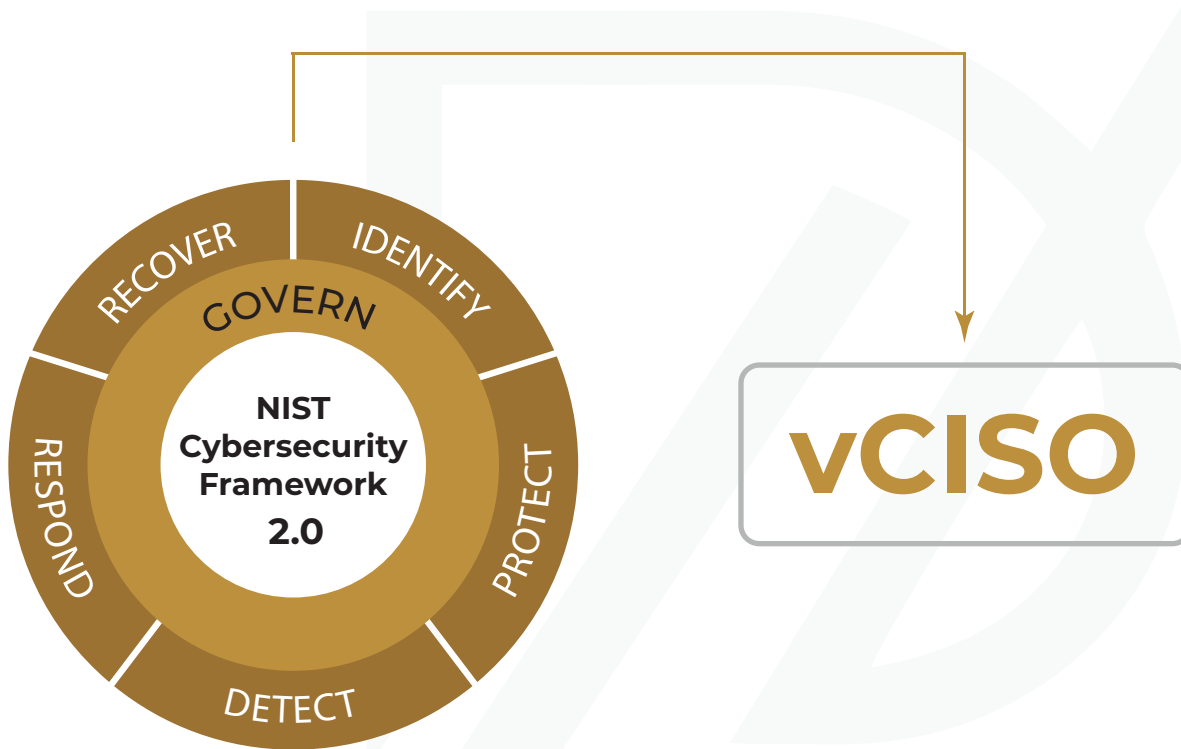 RECOVER
IDENTIFY
GOVERN
NIST
Cybersecurity
Framework
2.0
RESPOND
PROTECT
DETECT
vCISO